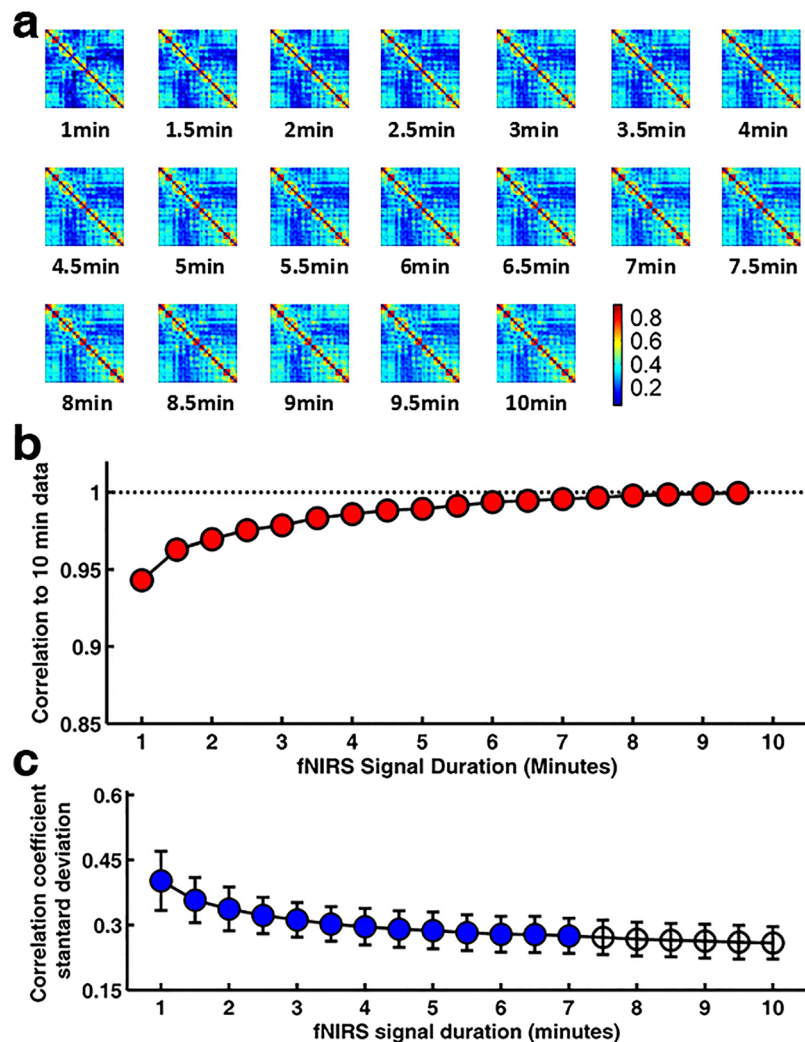 a
1min 1.5min 2min 2.5min 3min 3.5min 4min
4.5min 5min 5.5min 6min 6.5min 7min 7.5min
8min 8.5min 9min 9.5min 10min
0.8
0.6
0.4
0.2
b
Correlation to 10 min data
1
0.95
0.9
0.85
1 2 3 4 5 6 7 8 9 10
fNIRS Signal Duration (Minutes)
c
Correlation coefficient
stantard deviation
0.6
0.45
0.3
0.15
1 2 3 4 5 6 7 8 9 10
fNIRS signal duration (minutes)